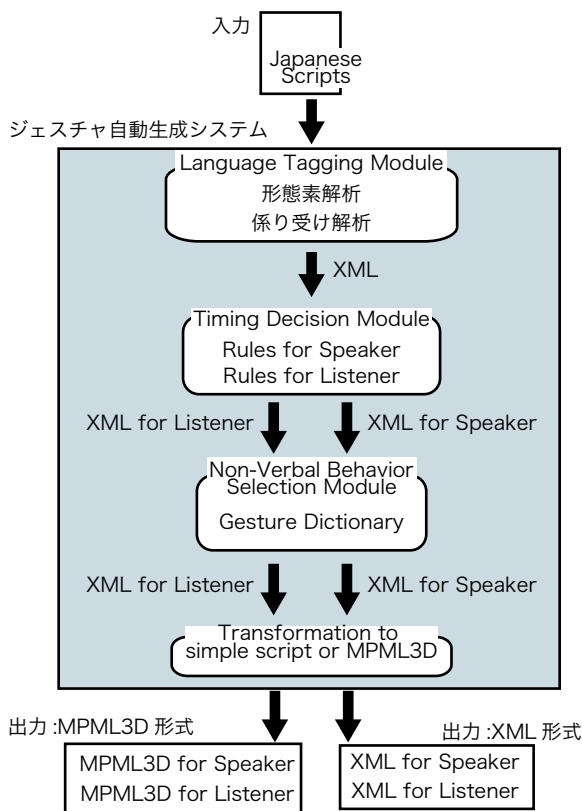 入力
Japanese
Scripts
ジェスチャ自動生成システム
Language Tagging Module
形態素解析
係り受け解析
XML
Timing Decision Module
Rules for Speaker
Rules for Listener
XML for Listener XML for Speaker
Non-Verbal Behavior
Selection Module
Gesture Dictionary
XML for Listener XML for Speaker
Transformation to
simple script or MPML3D
出力:MPML3D 形式
出力:XML 形式
MPML3D for Speaker
MPML3D for Listener
XML for Speaker
XML for Listener